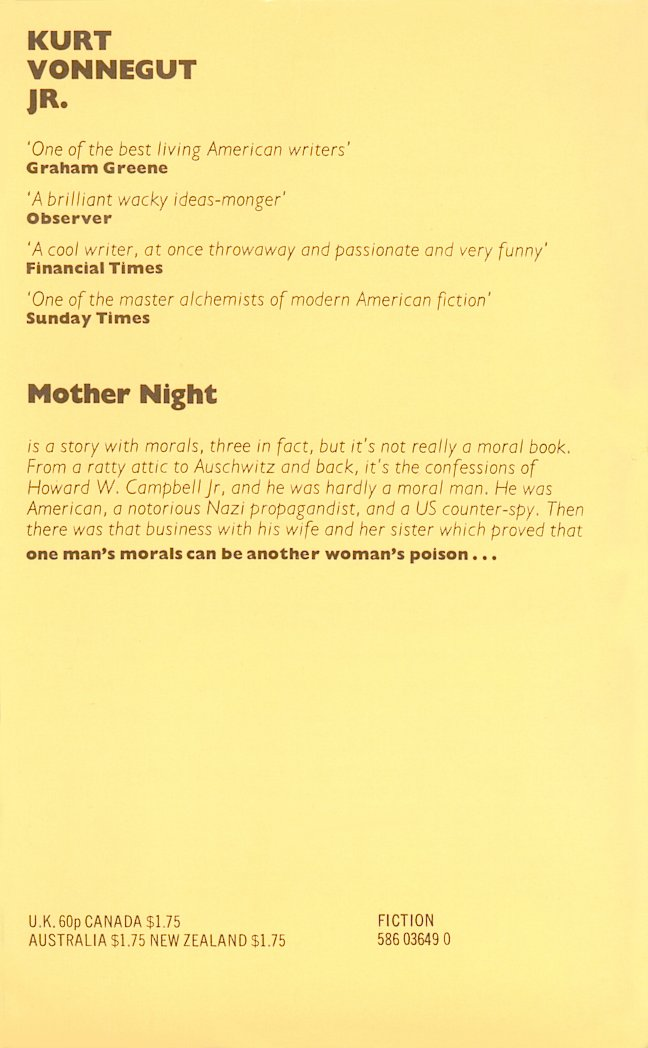 KURT
VONNEGUT
JR.
'One of the best living American writers'
Graham Greene
'A brilliant wacky ideas-monger'
Observer
'A cool writer, at once throwaway and passionate and very funny'
Financial Times
'One of the master alchemists of modern American fiction'
Sunday Times
Mother Night
is a story with morals, three in fact, but it's not really a moral book.
From a ratty attic to Auschwitz and back, it's the confessions of
Howard W. Campbell Jr, and he was hardly a moral man. He was
American, a notorious Nazi propagandist, and a US counter-spy. Then
there was that business with his wife and her sister which proved that
one man's morals can be another woman's poison...
U.K. 60p CANADA $1.75 FICTION
AUSTRALIA $1.75 NEW ZEALAND $1.75 586 03649 0